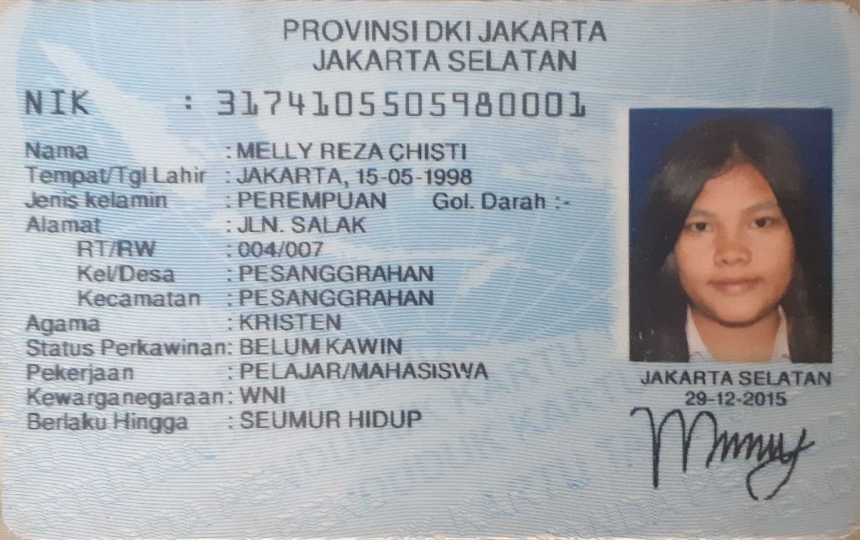 PROVINSI DKI JAKARTA
JAKARTA SELATAN
NIK : 3174105505980001
Nama : MELLY REZA CHISTI
Tempat/Tgl Lahir : JAKARTA, 15-05-1998
Jenis kelamin : PEREMPUAN Gol. Darah :-
Alamat : JLN. SALAK
RT/RW : 004/007
Kel/Desa : PESANGGRAHAN
Kecamatan : PESANGGRAHAN
Agama : KRISTEN
Status Perkawinan: BELUM KAWIN
Pekerjaan : PELAJAR/MAHASISWA
Kewarganegaraan: WNI
Berlaku Hingga : SEUMUR HIDUP
JAKARTA SELATAN
29-12-2015